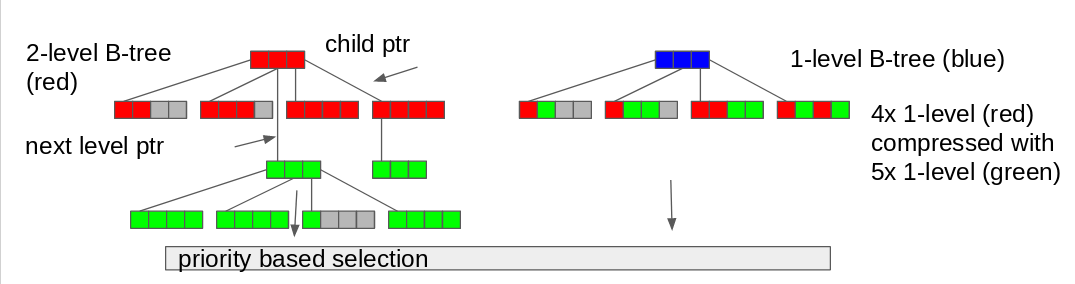 2-level B-tree
(red)
child ptr
1-level B-tree (blue)
4x 1-level (red)
compressed with
5x 1-level (green)
next level ptr
priority based selection